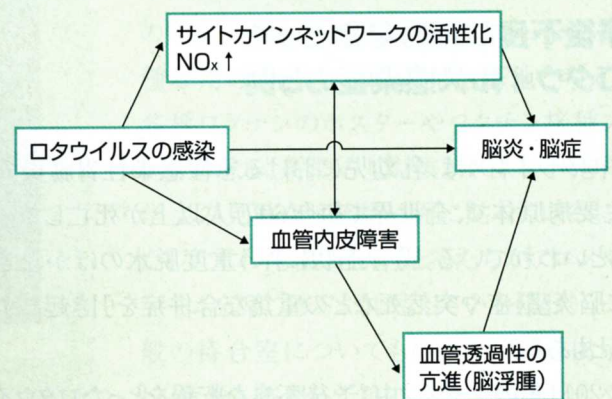 サイトカインネットワークの活性化
NOx↑
ロタウイルスの感染
脳炎・脳症
血管内皮障害
血管透過性の
亢進(脳浮腫)